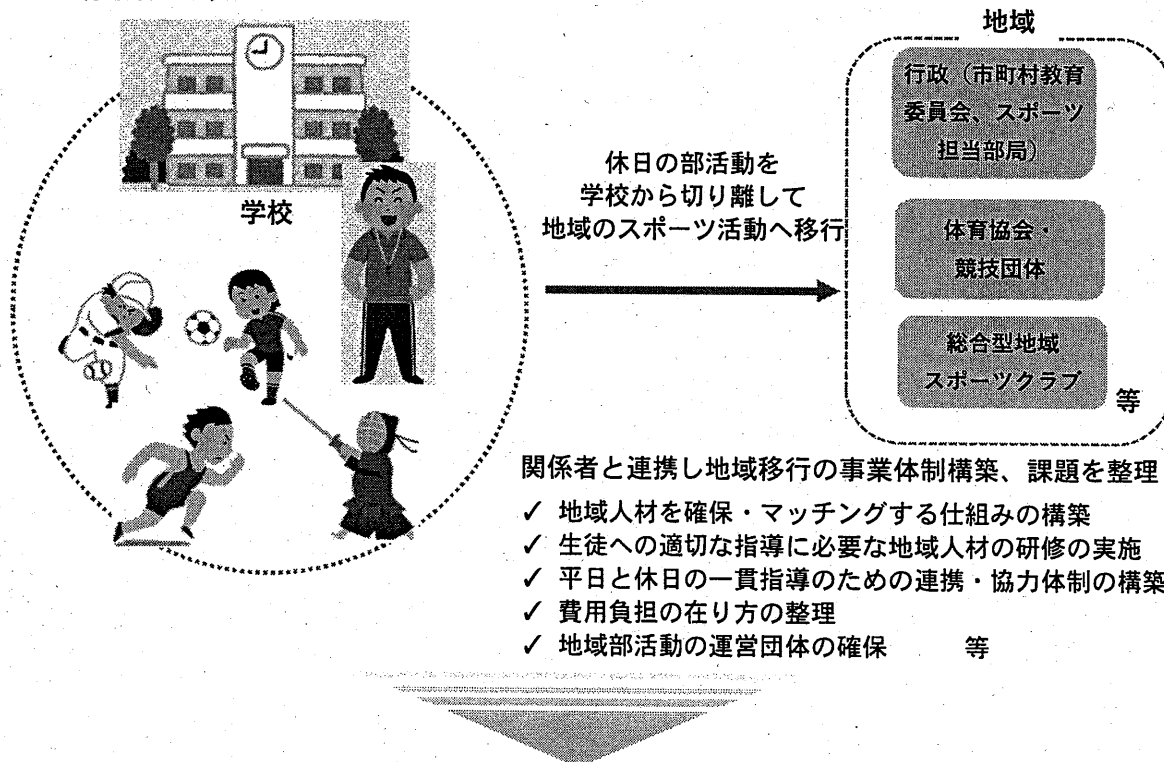 学校
休日の部活動を
学校から切り離して
地域のスポーツ活動へ移行
地域
行政（市町村教育
委員会、スポーツ
担当部局）
体育協会・
競技団体
総合型地域
スポーツクラブ
等
関係者と連携し地域移行の事業体制構築、課題を整理
✓ 地域人材を確保・マッチングする仕組みの構築
✓ 生徒への適切な指導に必要な地域人材の研修の実施
✓ 平日と休日の一貫指導のための連携・協力体制の構築
✓ 費用負担の在り方の整理
✓ 地域部活動の運営団体の確保　　等